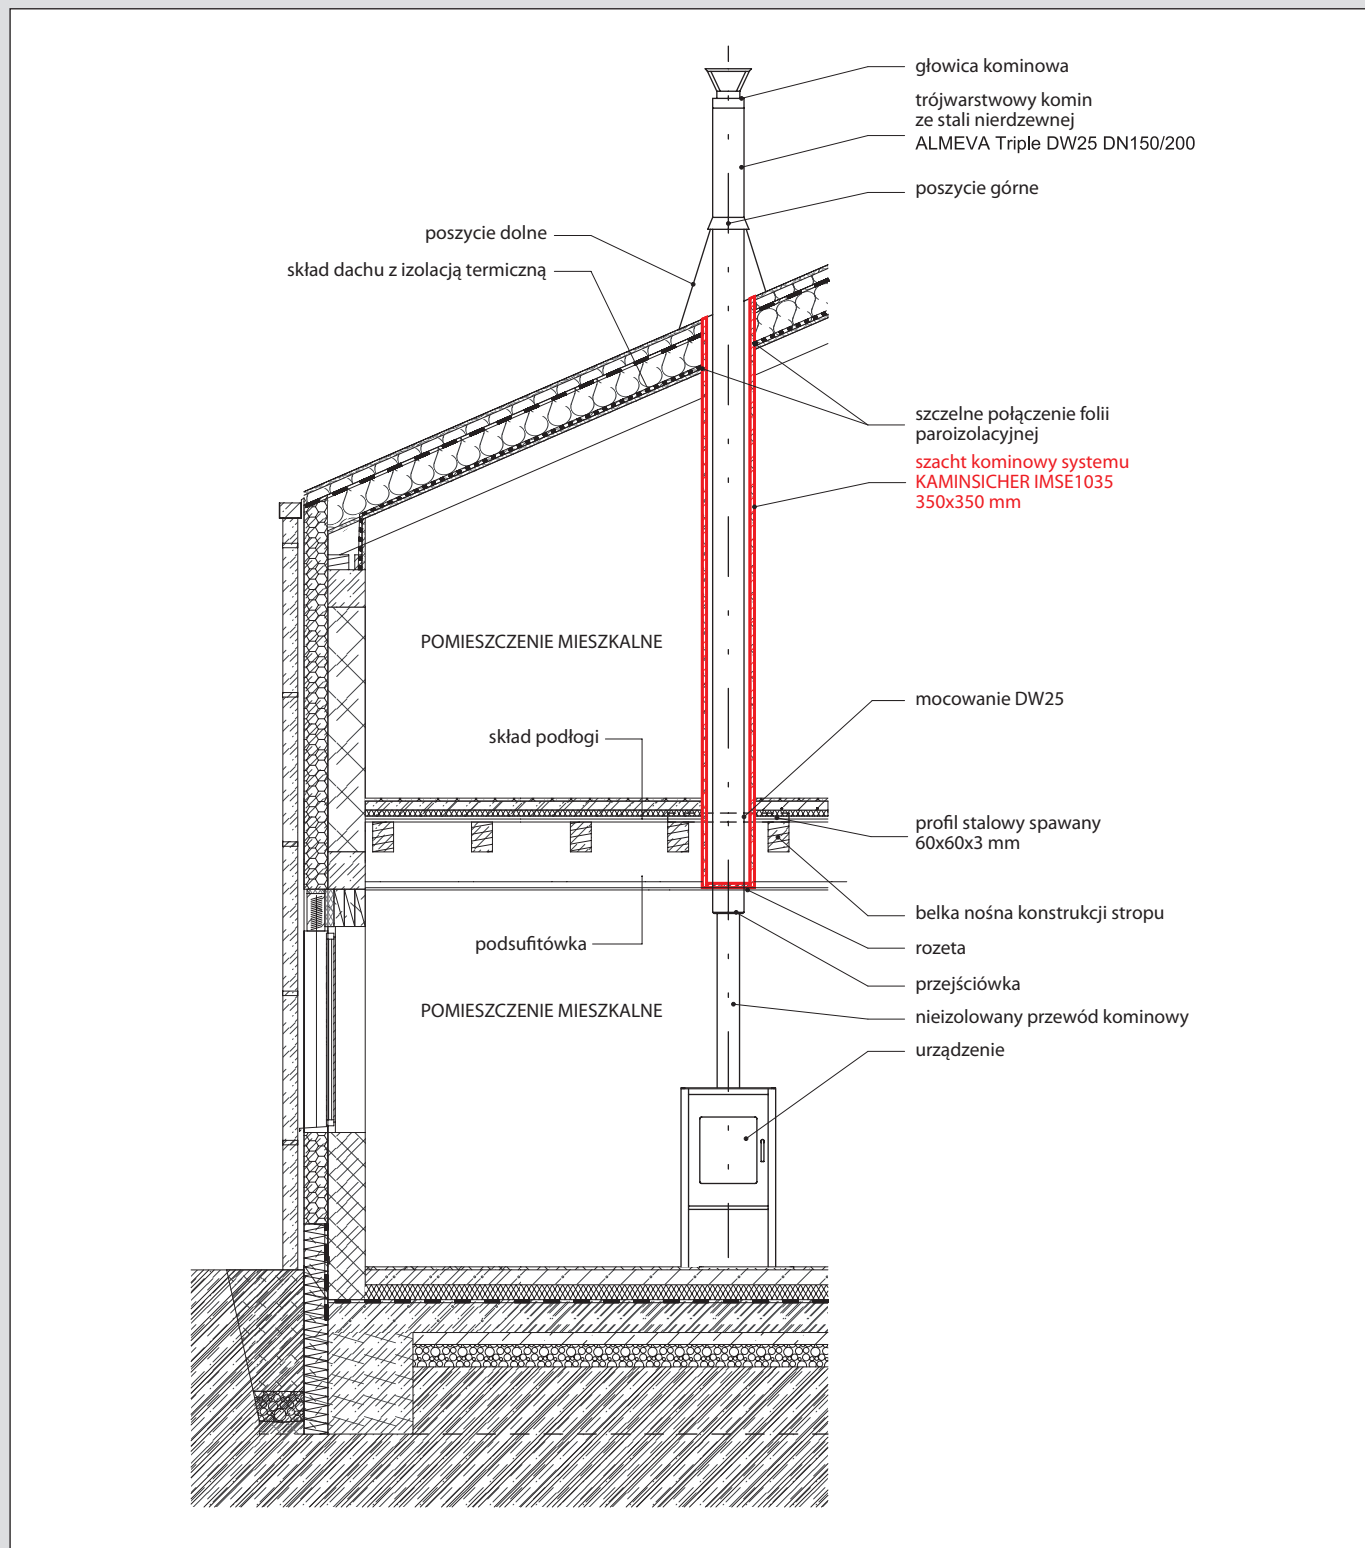 głowica kominowa
trójwarstwowy komin
ze stali nierdzewnej
ALMEVA Triple DW25 DN150/200
poszycie górne
poszycie dolne
skład dachu z izolacją termiczną
szczelne połączenie folii
paroizolacyjnej
szacht kominowy systemu
KAMINSICHER IMSE1035
350x350 mm
POMIESZCZENIE MIESZKALNE
mocowanie DW25
skład podłogi
profil stalowy spawany
60x60x3 mm
belka nośna konstrukcji stropu
podsufitówka
rozeta
przejściówka
POMIESZCZENIE MIESZKALNE
nieizolowany przewód kominowy
urządzenie